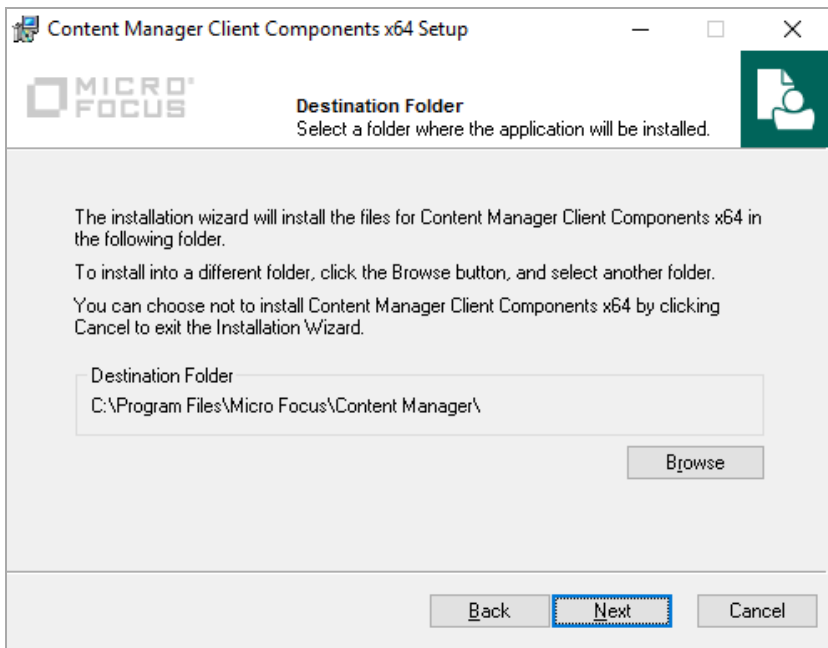 Content Manager Client Components x64 Setup
MICRO
FOCUS
Destination Folder
Select a folder where the application will be installed.
The installation wizard will install the files for Content Manager Client Components x64 in
the following folder.
To install into a different folder, click the Browse button, and select another folder.
You can choose not to install Content Manager Client Components x64 by clicking
Cancel to exit the Installation Wizard.
Destination Folder
C:\Program Files\Micro Focus\Content Manager\
Browse
Back Next Cancel